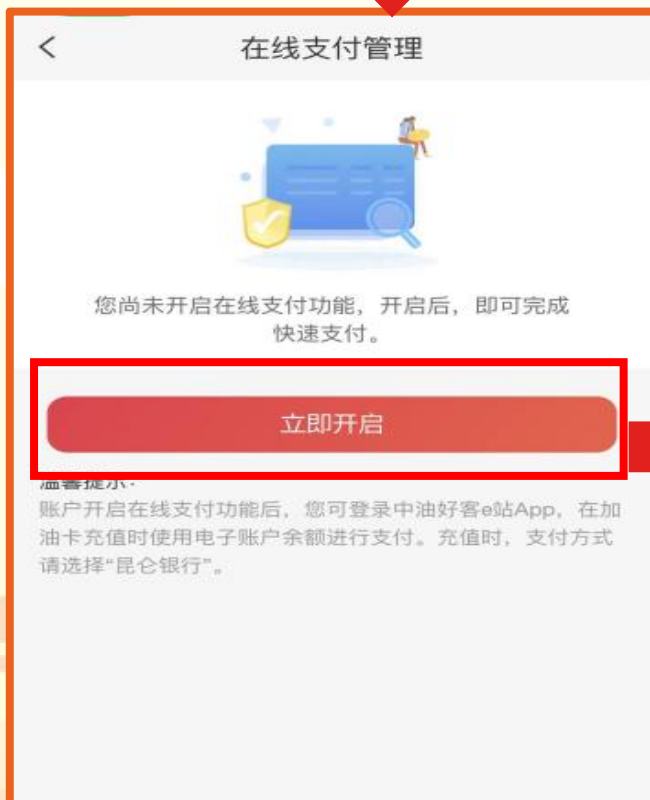 在线支付管理
您尚未开启在线支付功能，开启后，即可完成
快速支付。
立即开启
温馨提示：
账户开启在线支付功能后，您可登录中油好客e站App，在加
油卡充值时使用电子账户余额进行支付。充值时，支付方式
请选择“昆仑银行”。